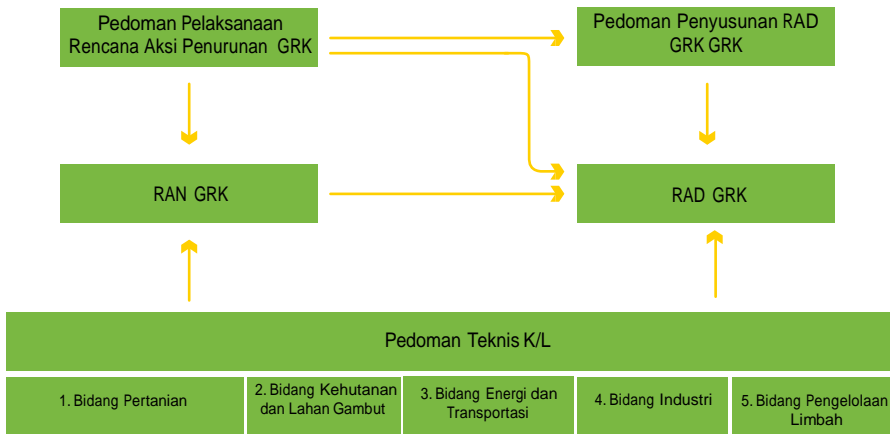 Pedoman Pelaksanaan
Rencana Aksi Penurunan GRK
Pedoman Penyusunan RAD
GRK GRK
RAN GRK
RAD GRK
Pedoman Teknis K/L
1. Bidang Pertanian
2. Bidang Kehutanan
dan Lahan Gambut
3. Bidang Energi dan
Transportasi
4. Bidang Industri
5. Bidang Pengelolaan
Limbah